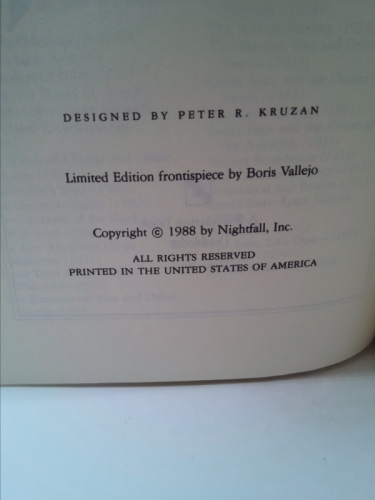 DESIGNED BY PETER R. KRUZAN
Limited Edition frontispiece by Boris Vallejo
Copyright © 1988 by Nightfall, Inc.
ALL RIGHTS RESERVED
PRINTED IN THE UNITED STATES OF AMERICA